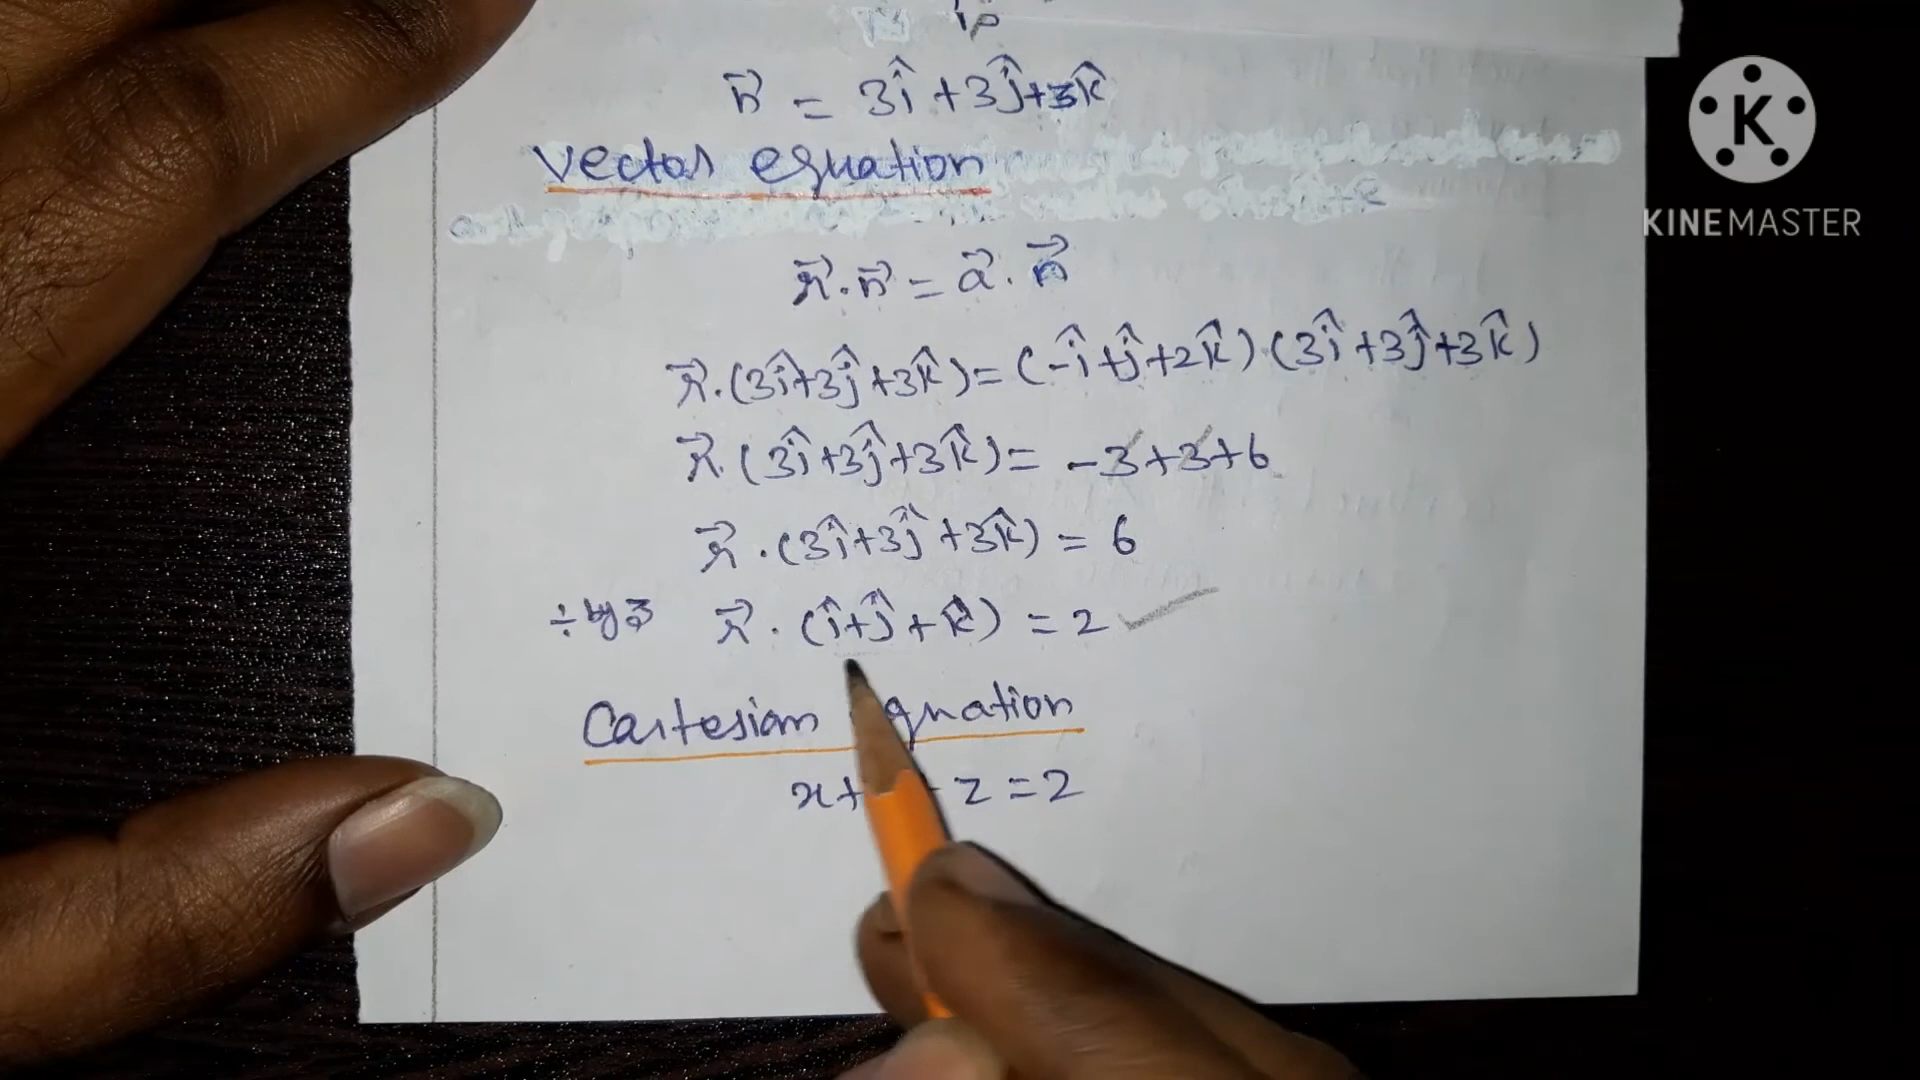 n⃗ = 3î+3ĵ+3k̂
Vector equation
r⃗.n⃗ = a⃗.n⃗
r⃗.(3î+3ĵ+3k̂) = (-î+ĵ+2k̂).(3î+3ĵ+3k̂)
r⃗.(3î+3ĵ+3k̂) = -3+3+6
r⃗.(3î+3ĵ+3k̂) = 6
÷ by 3 r⃗.(î+ĵ+k̂) = 2
Cartesian equation
x+ z=2
K
KINEMASTER